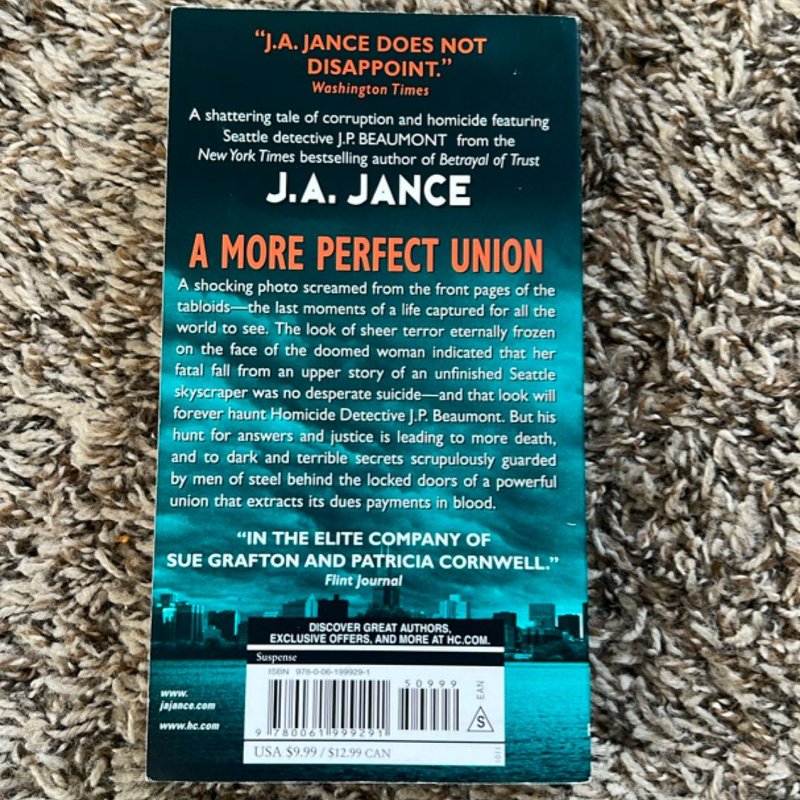 “J.A. JANCE DOES NOT
DISAPPOINT.”
Washington Times
A shattering tale of corruption and homicide featuring
Seattle detective J.P. BEAUMONT from the
New York Times bestselling author of Betrayal of Trust
J.A. JANCE
A MORE PERFECT UNION
A shocking photo screamed from the front pages of the
tabloids—the last moments of a life captured for all the
world to see. The look of sheer terror eternally frozen
on the face of the doomed woman indicated that her
fatal fall from an upper story of an unfinished Seattle
skyscraper was no desperate suicide—and that look will
forever haunt Homicide Detective J.P. Beaumont. But his
hunt for answers and justice is leading to more death,
and to dark and terrible secrets scrupulously guarded
by men of steel behind the locked doors of a powerful
union that extracts its dues payments in blood.
“IN THE ELITE COMPANY OF
SUE GRAFTON AND PATRICIA CORNWELL.”
Flint Journal
DISCOVER GREAT AUTHORS,
EXCLUSIVE OFFERS, AND MORE AT HC.COM.
Suspense
ISBN 978-0-06-199929-1
50999
EAN
S
9 780061 999291
USA $9.99 / $12.99 CAN
1011
www.
jajance.com
www.hc.com